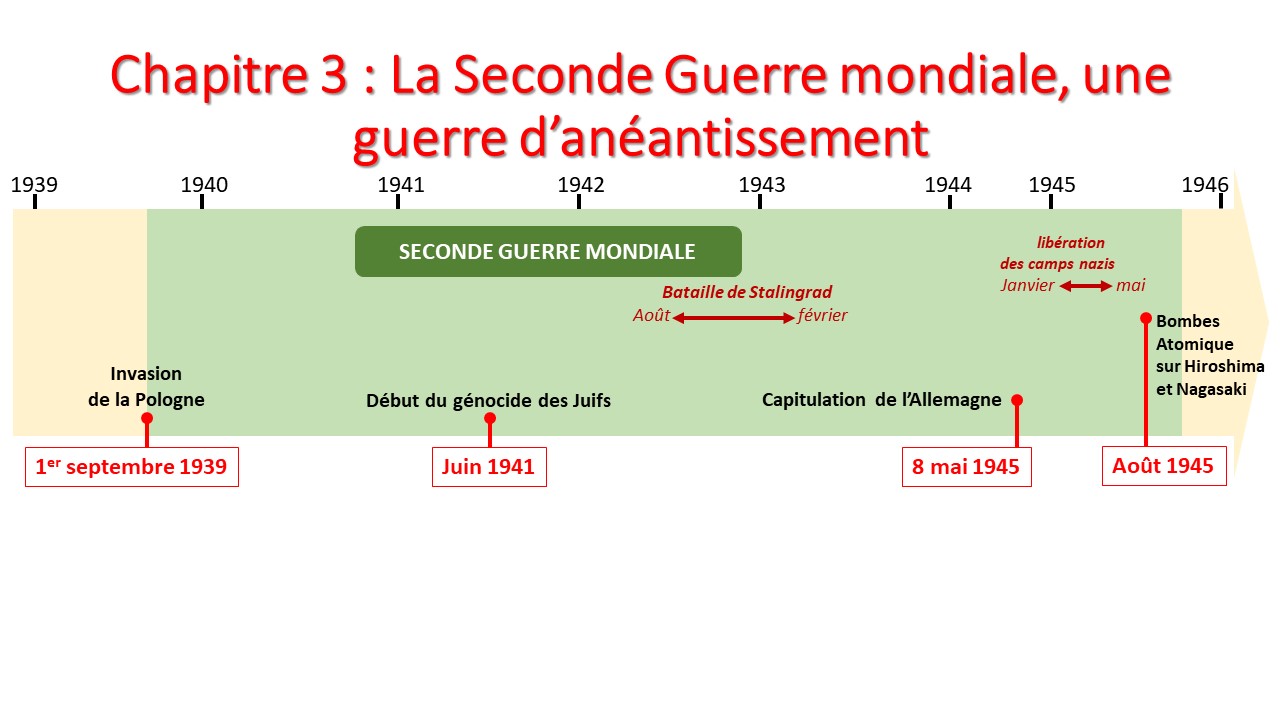 Chapitre 3 : La Seconde Guerre mondiale, une
guerre d’anéantissement
1939 1940 1941 1942 1943 1944 1945 1946
SECONDE GUERRE MONDIALE
libération
des camps nazis
Janvier mai
Bataille de Stalingrad
Août février
Bombes
Atomique
sur Hiroshima
et Nagasaki
Invasion
de la Pologne
Début du génocide des Juifs
Capitulation de l’Allemagne
1er septembre 1939
Juin 1941
8 mai 1945
Août 1945